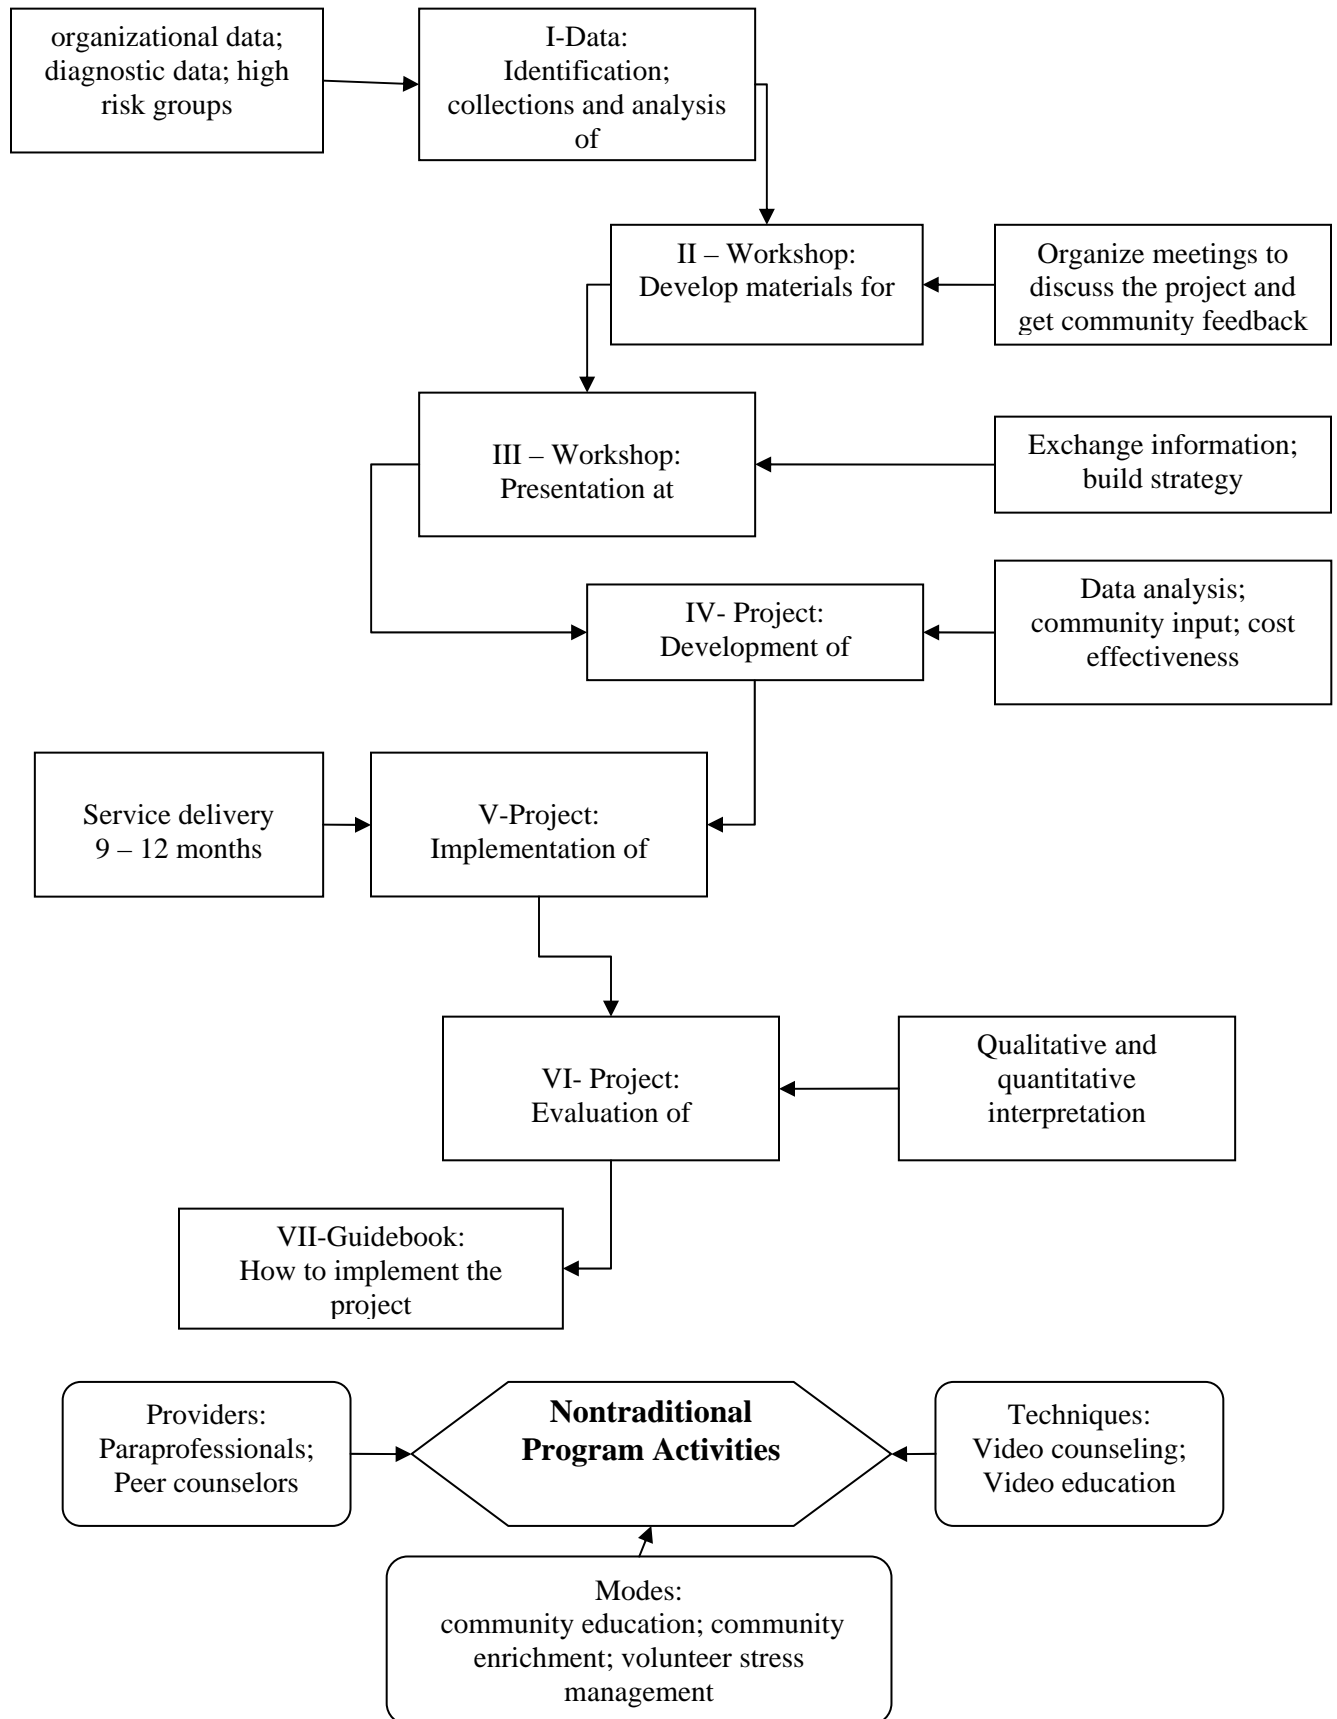 organizational data;
diagnostic data; high
risk groups
I-Data:
Identification;
collections and analysis
of
II – Workshop:
Develop materials for
Organize meetings to
discuss the project and
get community feedback
III – Workshop:
Presentation at
Exchange information;
build strategy
IV- Project:
Development of
Data analysis;
community input; cost
effectiveness
Service delivery
9 – 12 months
V-Project:
Implementation of
VI- Project:
Evaluation of
Qualitative and
quantitative
interpretation
VII-Guidebook:
How to implement the
project
Providers:
Paraprofessionals;
Peer counselors
Nontraditional
Program Activities
Techniques:
Video counseling;
Video education
Modes:
community education; community
enrichment; volunteer stress
management